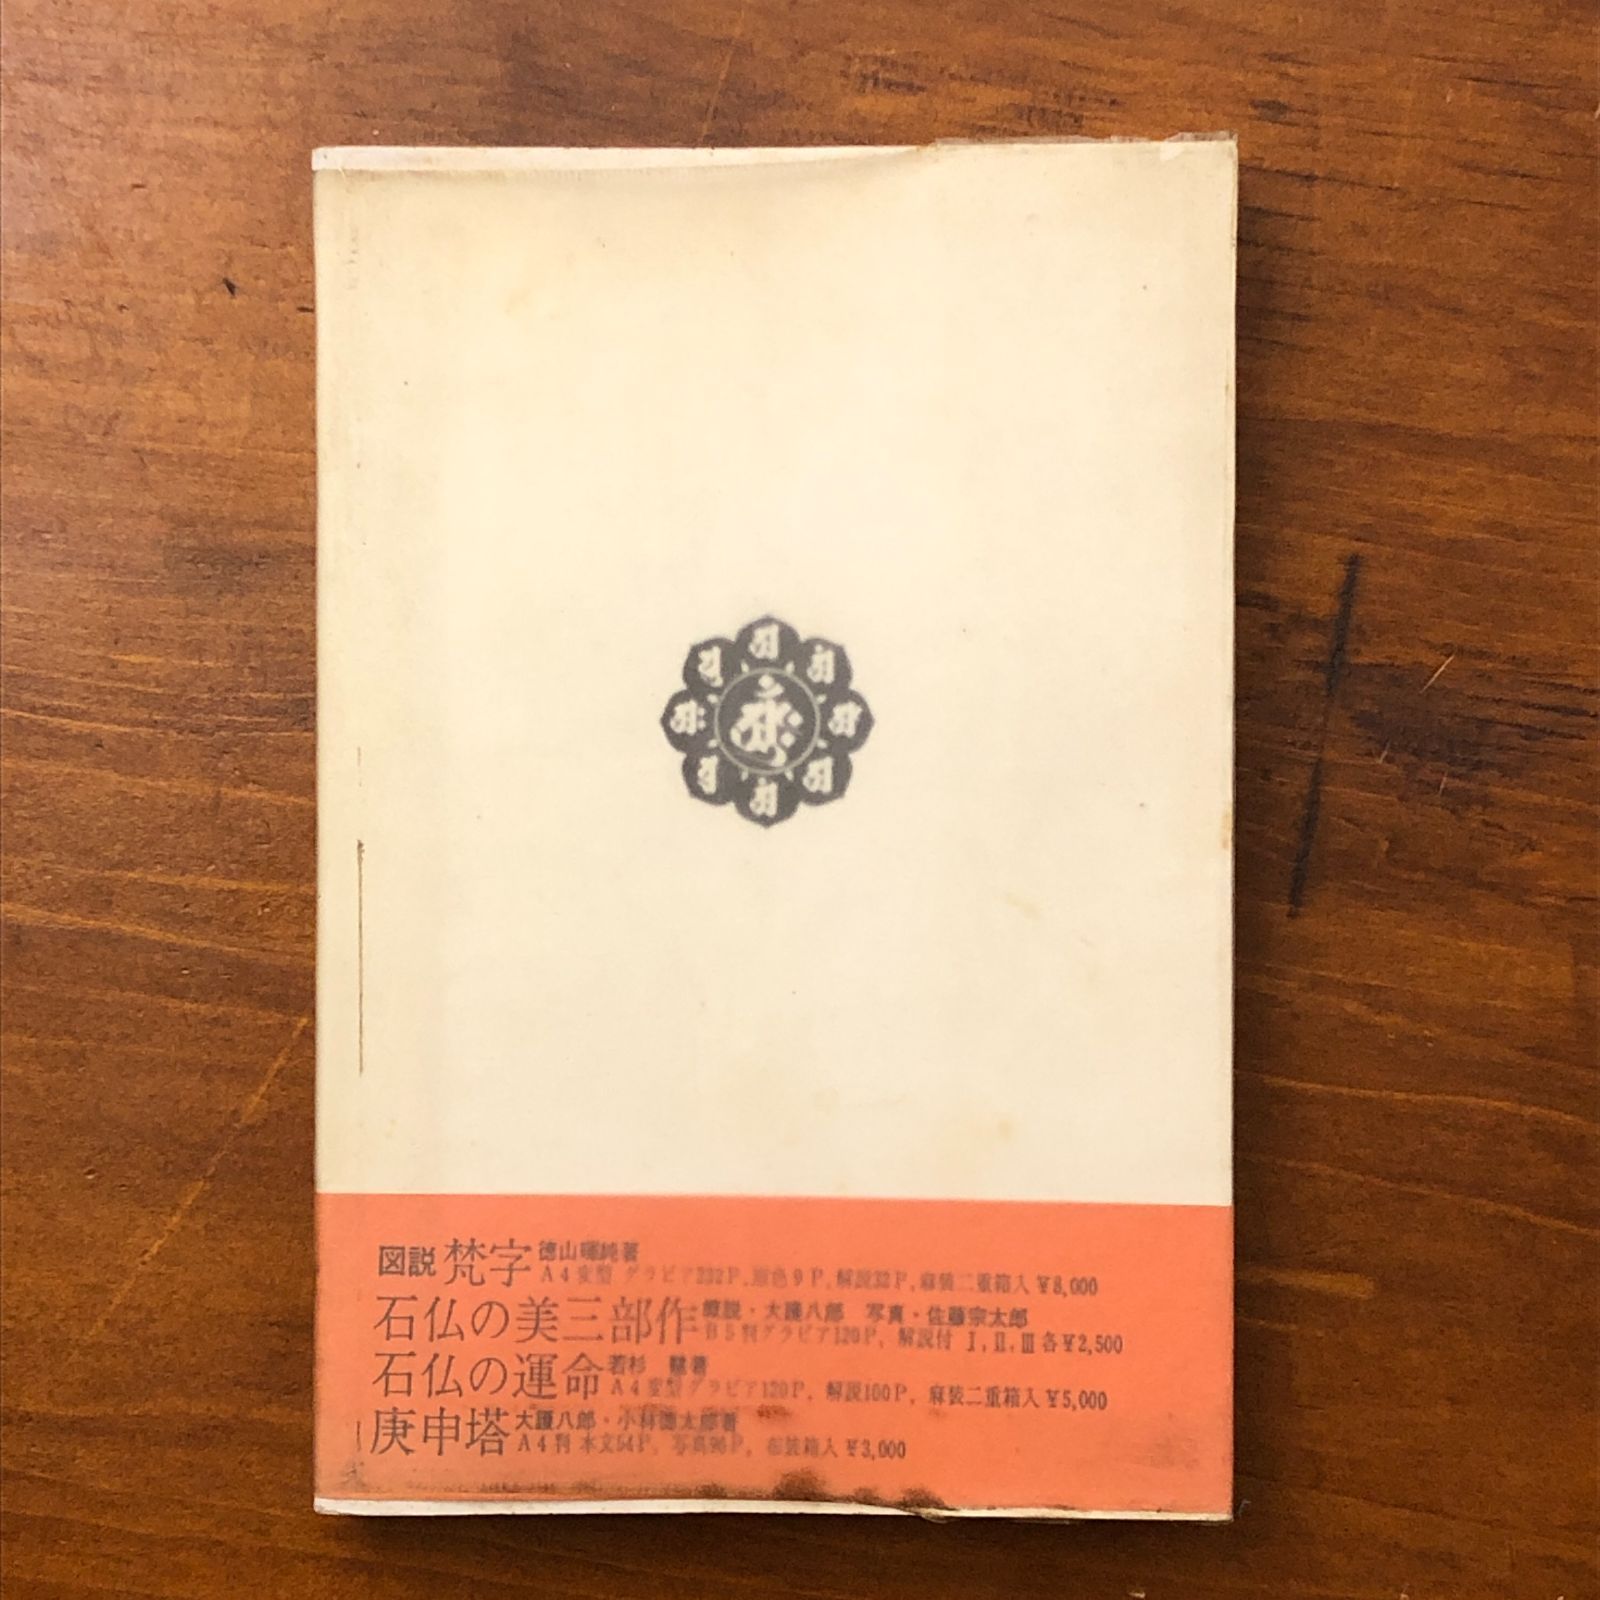 図説 梵字 徳山暉純著
A4変型 グラビア232P, 原色9P, 解説32P, 麻装二重箱入 ¥8,000
石仏の美三部作 解説・大護八郎 写真・佐藤宗太郎
B5判グラビア120P, 解説付 I, II, III 各¥2,500
石仏の運命 若杉 著
A4変型グラビア120P, 解説100P, 麻装二重箱入 ¥5,000
庚申塔 大護八郎・小林徳太郎著
A4判 本文54P, 写真96P, 布装箱入 ¥3,000